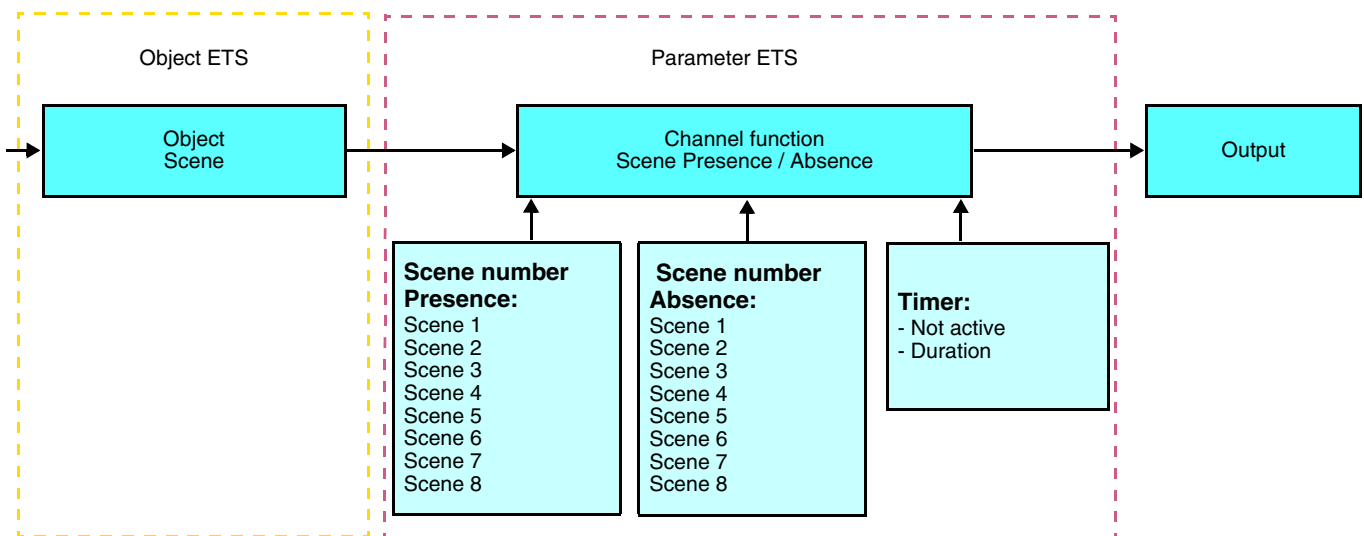 Object ETS
Parameter ETS
Object
Scene
Channel function
Scene Presence / Absence
Output
Scene number
Presence:
Scene 1
Scene 2
Scene 3
Scene 4
Scene 5
Scene 6
Scene 7
Scene 8
Scene number
Absence:
Scene 1
Scene 2
Scene 3
Scene 4
Scene 5
Scene 6
Scene 7
Scene 8
Timer:
- Not active
- Duration